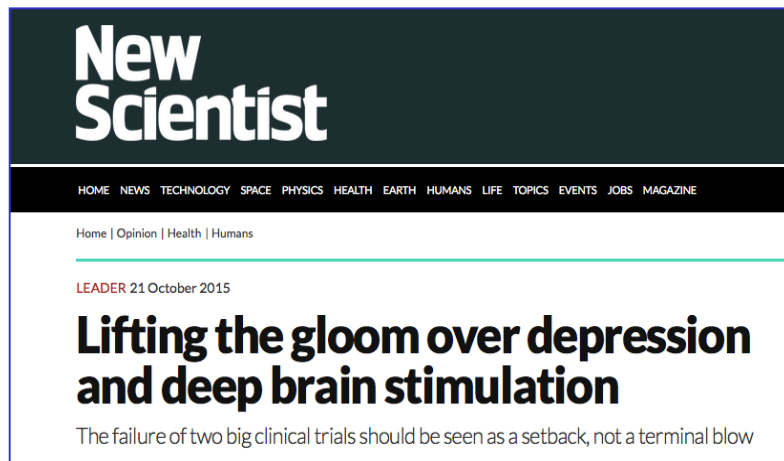 New
Scientist
HOME NEWS TECHNOLOGY SPACE PHYSICS HEALTH EARTH HUMANS LIFE TOPICS EVENTS JOBS MAGAZINE
Home | Opinion | Health | Humans
LEADER 21 October 2015
Lifting the gloom over depression
and deep brain stimulation
The failure of two big clinical trials should be seen as a setback, not a terminal blow